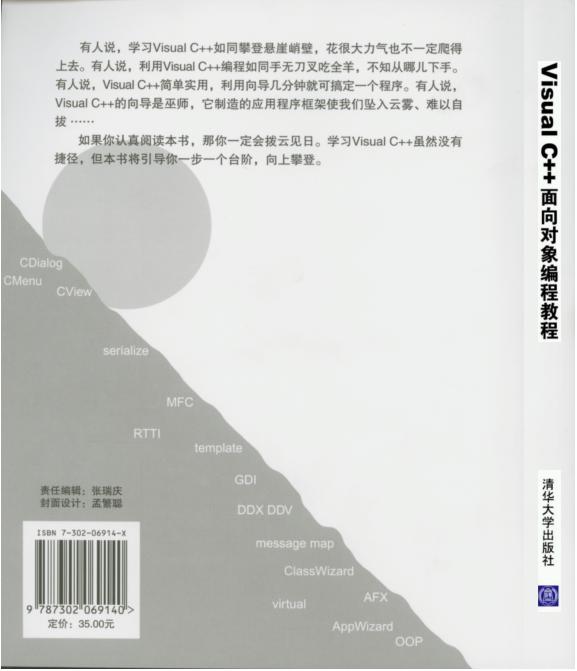 有人说，学习Visual C++如同攀登悬崖峭壁，花很大力气也不一定爬得
上去。有人说，利用Visual C++编程如同手无刀叉吃全羊，不知从哪儿下手。
有人说，Visual C++简单实用，利用向导几分钟就可搞定一个程序。有人说，
Visual C++的向导是巫师，它制造的应用程序框架使我们坠入云雾、难以自
拔……
如果你认真阅读本书，那你一定会拨云见日。学习Visual C++虽然没有
捷径，但本书将引导你一步一个台阶，向上攀登。
CDialog
CMenu
CView
serialize
MFC
RTTI
template
GDI
DDX DDV
message map
ClassWizard
AFX
virtual
AppWizard
OOP
责任编辑：张瑞庆
封面设计：孟繁聪
ISBN 7-302-06914-X
9 787302 069140>
定价：35.00元
Visual C++ 面向对象编程教程
清华大学出版社